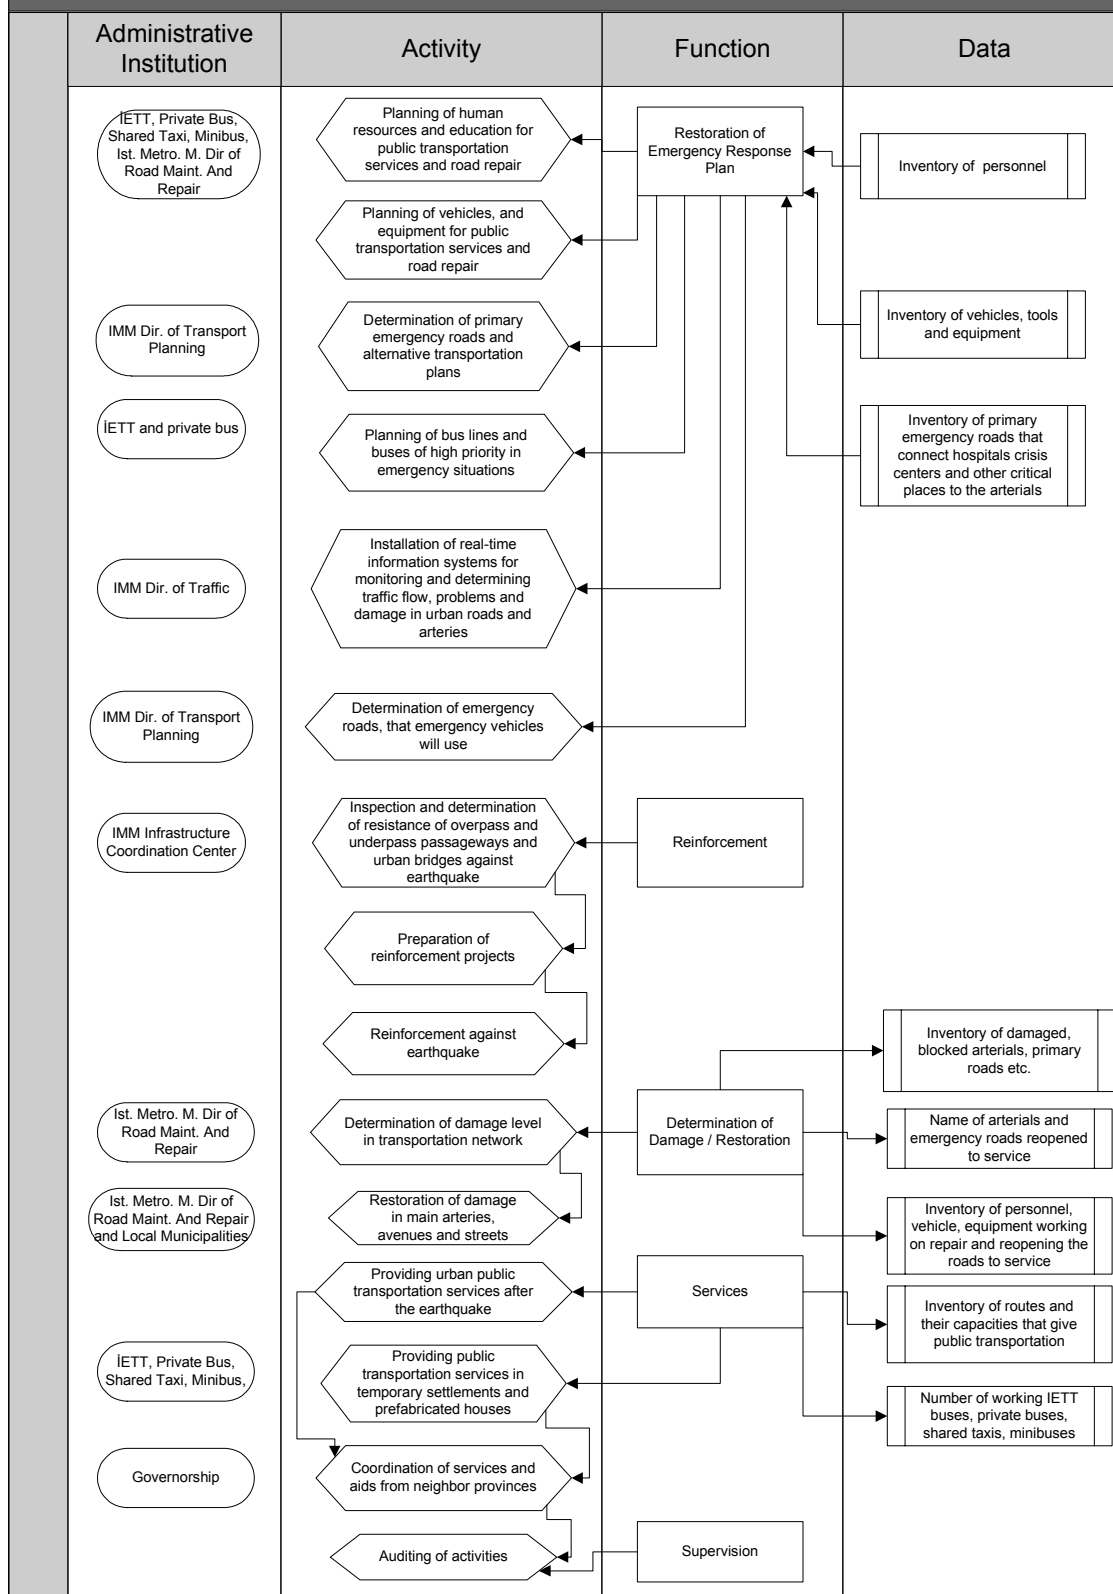 Administrative
Institution
Activity
Function
Data
İETT, Private Bus,
Shared Taxi, Minibus,
Ist. Metro. M. Dir of
Road Maint. And
Repair
Planning of human
resources and education for
public transportation
services and road repair
Restoration of
Emergency Response
Plan
Inventory of personnel
Planning of vehicles, and
equipment for public
transportation services and
road repair
IMM Dir. of Transport
Planning
Determination of primary
emergency roads and
alternative transportation
plans
Inventory of vehicles, tools
and equipment
İETT and private bus
Planning of bus lines and
buses of high priority in
emergency situations
Inventory of primary
emergency roads that
connect hospitals crisis
centers and other critical
places to the arterials
IMM Dir. of Traffic
Installation of real-time
information systems for
monitoring and determining
traffic flow, problems and
damage in urban roads and
arteries
IMM Dir. of Transport
Planning
Determination of emergency
roads, that emergency vehicles
will use
IMM Infrastructure
Coordination Center
Inspection and determination
of resistance of overpass and
underpass passageways and
urban bridges against
earthquake
Reinforcement
Preparation of
reinforcement projects
Reinforcement against
earthquake
Inventory of damaged,
blocked arterials, primary
roads etc.
Ist. Metro. M. Dir of
Road Maint. And
Repair
Determination of damage level
in transportation network
Determination of
Damage / Restoration
Name of arterials and
emergency roads reopened
to service
Ist. Metro. M. Dir of
Road Maint. And Repair
and Local Municipalities
Restoration of damage
in main arteries,
avenues and streets
Inventory of personnel,
vehicle, equipment working
on repair and reopening the
roads to service
Providing urban public
transportation services after
the earthquake
Services
Inventory of routes and
their capacities that give
public transportation
İETT, Private Bus,
Shared Taxi, Minibus,
Providing public
transportation services in
temporary settlements and
prefabricated houses
Number of working IETT
buses, private buses,
shared taxis, minibuses
Governorship
Coordination of services and
aids from neighbor provinces
Auditing of activities
Supervision